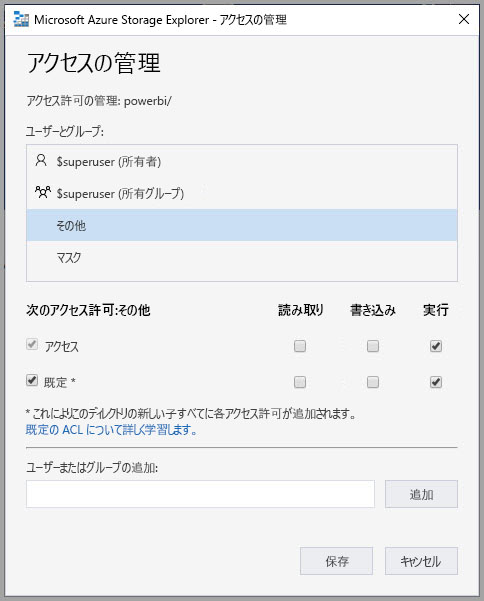 Microsoft Azure Storage Explorer - アクセスの管理
アクセスの管理
アクセス許可の管理: powerbi/
ユーザーとグループ:
$superuser (所有者)
$superuser (所有グループ)
その他
マスク
次のアクセス許可:その他 読み取り 書き込み 実行
アクセス
既定 *
* これによりこのディレクトリの新しい子すべてに各アクセス許可が追加されます。
既定の ACL について詳しく学習します。
ユーザーまたはグループの追加:
追加
保存 キャンセル